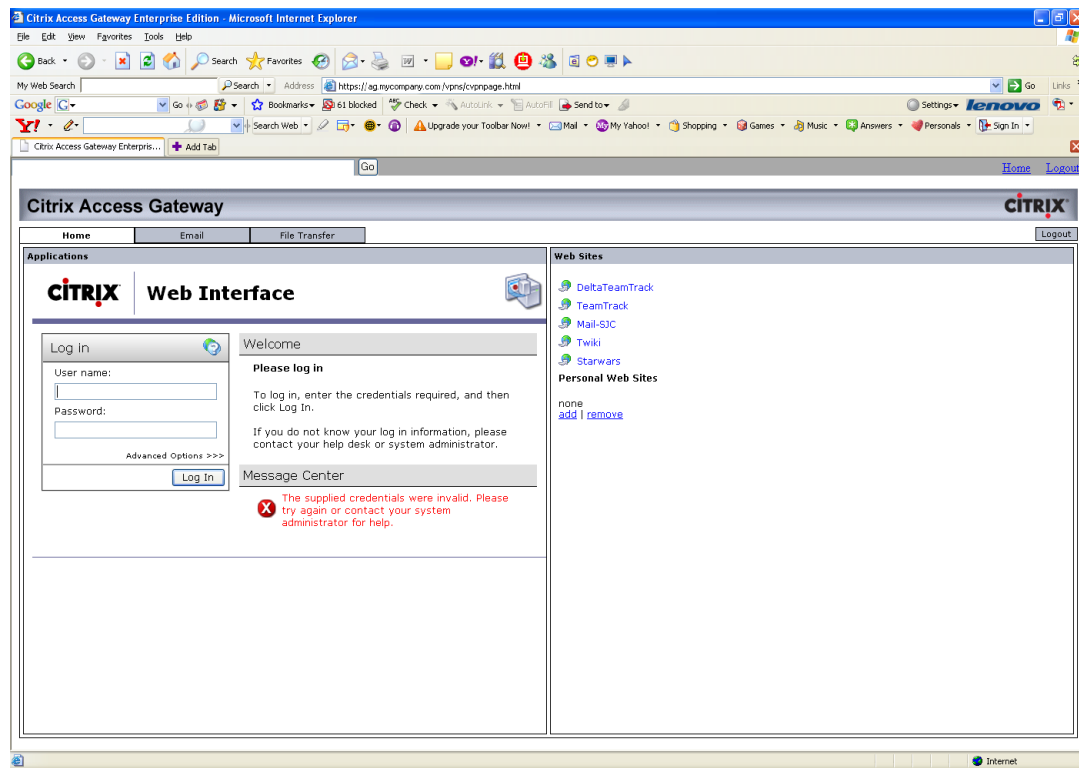 Citrix Access Gateway Enterprise Edition - Microsoft Internet Explorer
File Edit View Favorites Tools Help
Back Search Favorites
My Web Search Search Address https://ag.mycompany.com/vpns/cvpnpage.html Go Links
Google G Go Bookmarks 61 blocked Check AutoLink AutoFill Send to Settings lenovo
Y! Search Web Upgrade your Toolbar Now! Mail My Yahoo! Shopping Games Music Answers Personals Sign In
Citrix Access Gateway Enterpris... Add Tab
Go Home Logout
Citrix Access Gateway CITRIX
Home Email File Transfer Logout
Applications
CITRIX Web Interface
Log in
User name:
Password:
Advanced Options >>>
Log In
Welcome
Please log in
To log in, enter the credentials required, and then
click Log In.
If you do not know your log in information, please
contact your help desk or system administrator.
Message Center
The supplied credentials were invalid. Please
try again or contact your system
administrator for help.
Web Sites
DeltaTeamTrack
TeamTrack
Mail-SJC
Twiki
Starwars
Personal Web Sites
none
add | remove
Internet